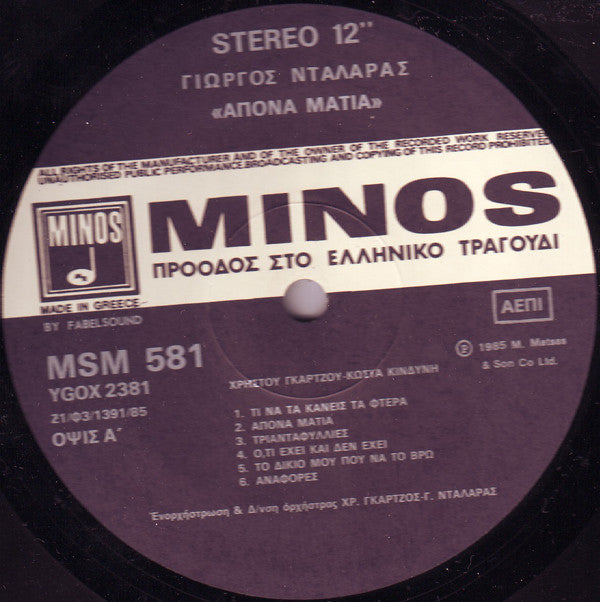 STEREO 12''
ΓΙΩΡΓΟΣ ΝΤΑΛΑΡΑΣ
«ΑΠΟΝΑ ΜΑΤΙΑ»
ALL RIGHTS OF THE MANUFACTURER AND OF THE OWNER OF THE RECORDED WORK RESERVED
UNAUTHORISED PUBLIC PERFORMANCE.BROADCASTING AND COPYING OF THIS RECORD PROHIBITED
MINOS
MINOS
ΠΡΟΟΔΟΣ ΣΤΟ ΕΛΛΗΝΙΚΟ ΤΡΑΓΟΥΔΙ
MADE IN GREECE
BY FABELSOUND
ΑΕΠΙ
MSM 581
YGOX 2381
21/Φ3/1391/85
ΟΨΙΣ Α΄
Ⓟ 1985 M. Matsas
& Son Co Ltd.
ΧΡΗΣΤΟΥ ΓΚΑΡΤΖΟΥ-ΚΩΣΤΑ ΚΙΝΔΥΝΗ
1. ΤΙ ΝΑ ΤΑ ΚΑΝΕΙΣ ΤΑ ΦΤΕΡΑ
2. ΑΠΟΝΑ ΜΑΤΙΑ
3. ΤΡΙΑΝΤΑΦΥΛΛΙΕΣ
4. Ο,ΤΙ ΕΧΕΙ ΚΑΙ ΔΕΝ ΕΧΕΙ
5. ΤΟ ΔΙΚΙΟ ΜΟΥ ΠΟΥ ΝΑ ΤΟ ΒΡΩ
6. ΑΝΑΦΟΡΕΣ
Ἐνορχήστρωση & Δ/νση ὀρχήστρας ΧΡ. ΓΚΑΡΤΖΟΣ-Γ. ΝΤΑΛΑΡΑΣ